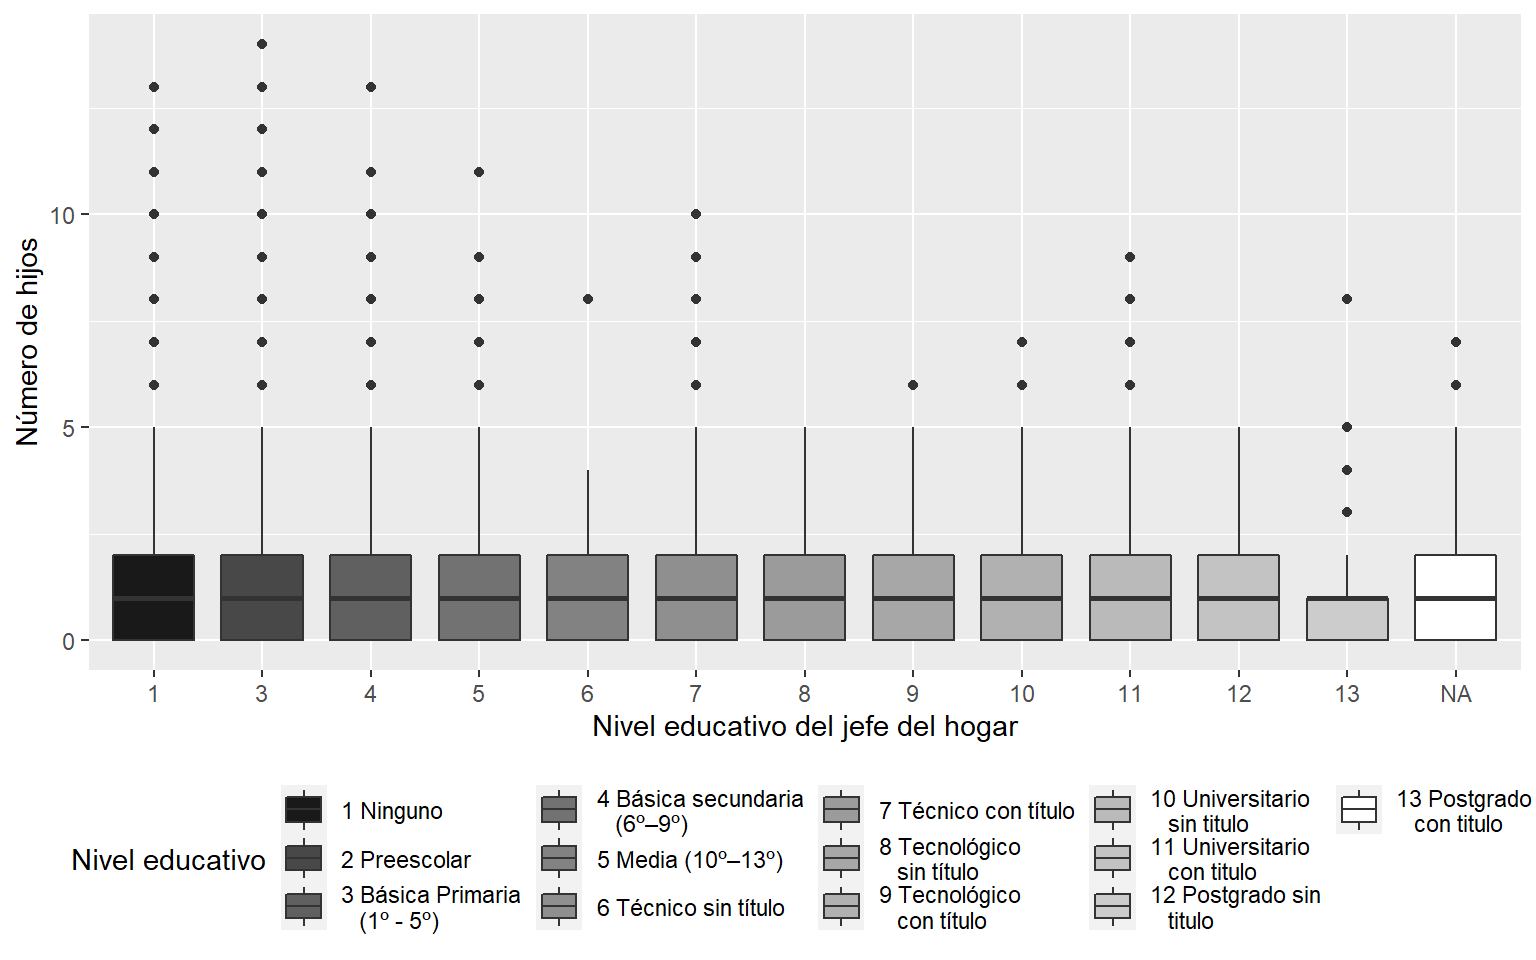 10
5
0
Número de hijos
1 3 4 5 6 7 8 9 10 11 12 13 NA
Nivel educativo del jefe del hogar
Nivel educativo
1 Ninguno
2 Preescolar
3 Básica Primaria
(1º - 5º)
4 Básica secundaria
(6º–9º)
5 Media (10º–13º)
6 Técnico sin título
7 Técnico con título
8 Tecnológico
sin título
9 Tecnológico
con título
10 Universitario
sin titulo
11 Universitario
con titulo
12 Postgrado sin
titulo
13 Postgrado
con titulo